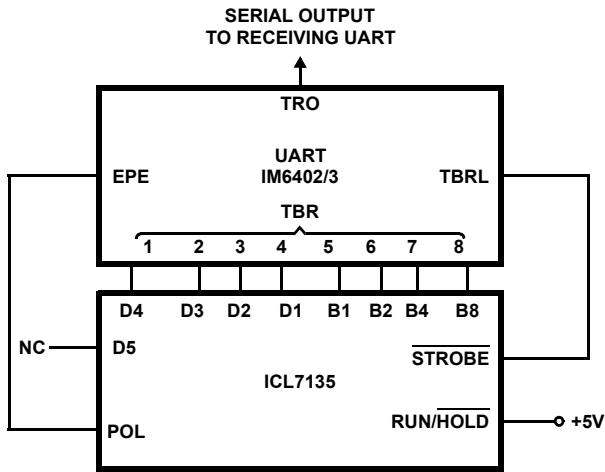 SERIAL OUTPUT
TO RECEIVING UART
TRO
UART
IM6402/3
EPE
TBRL
TBR
1 2 3 4 5 6 7 8
D4 D3 D2 D1 B1 B2 B4 B8
NC
D5
STROBE
ICL7135
RUN/HOLD
+5V
POL